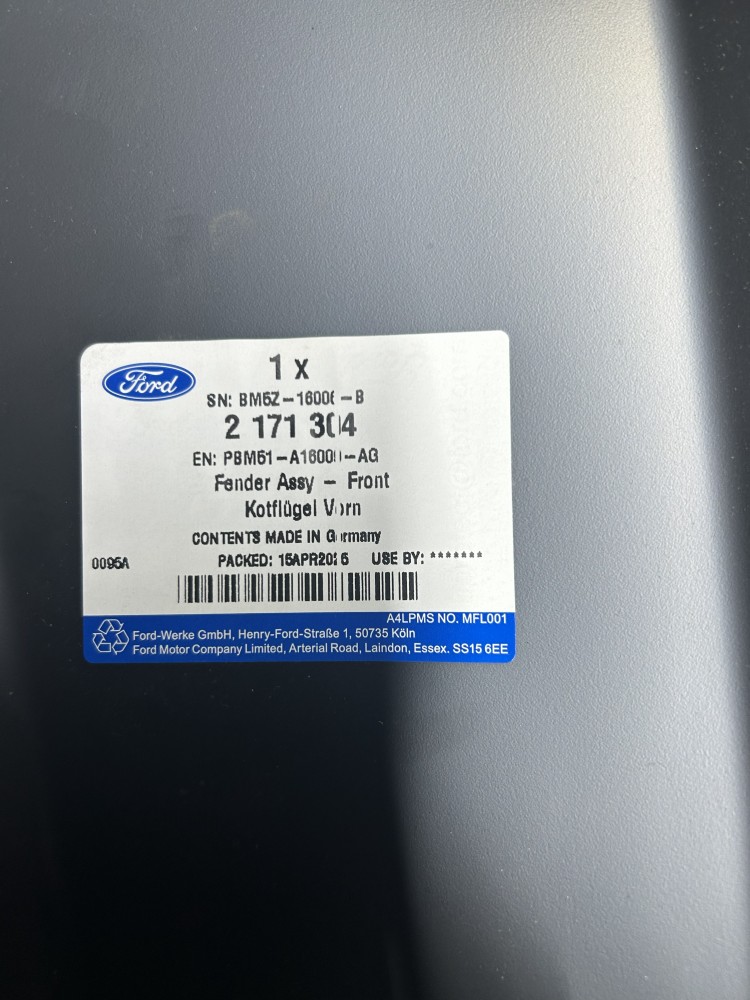 Ford
1 x
SN: BM5Z-16006-B
2 171 304
EN: PBM51-A16000-AG
Fender Assy - Front
Kotflügel Vorn
CONTENTS MADE IN Germany
0095A PACKED: USE BY: *******
A4LPMS NO. MFL001
Ford-Werke GmbH, Henry-Ford-Straße 1, 50735 Köln
Ford Motor Company Limited, Arterial Road, Laindon, Essex. SS15 6EE